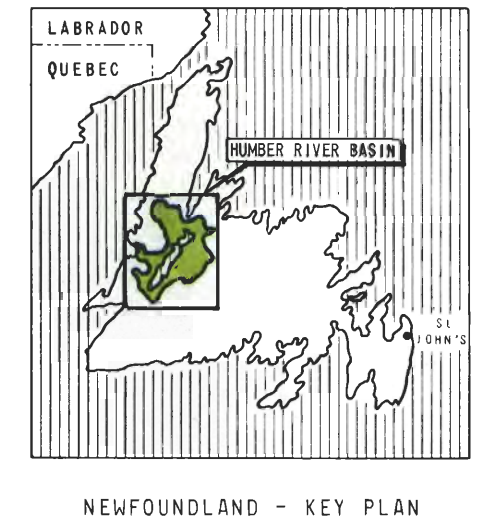 LABRADOR
QUEBEC
HUMBER RIVER BASIN
St
JOHN'S
NEWFOUNDLAND - KEY PLAN